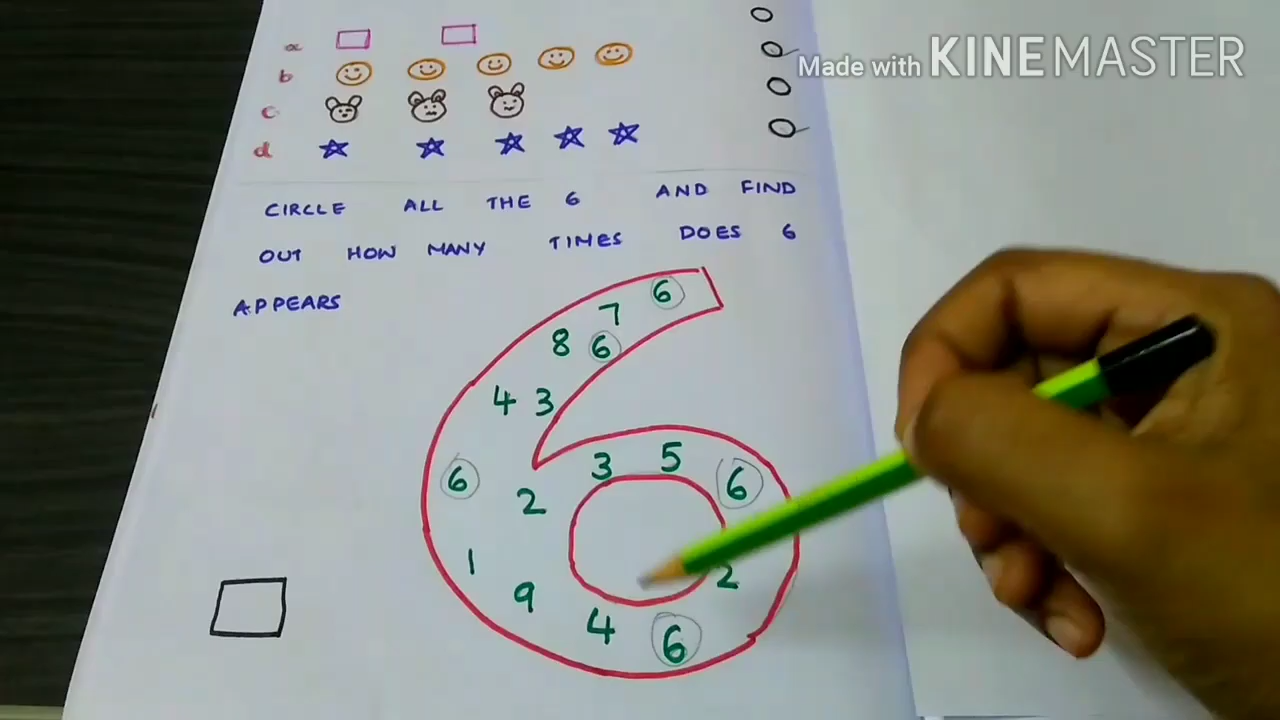 Made with KINEMASTER
a
b
c
d
CIRCLE ALL THE 6 AND FIND
OUT HOW MANY TIMES DOES 6
APPEARS
6
7
8 6
4 3
3 5
6 2 6
1 2
9
4 6